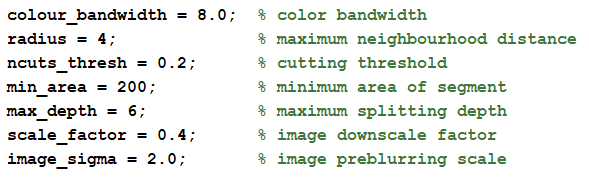 colour_bandwidth = 8.0; % color bandwidth
radius = 4; % maximum neighbourhood distance
ncuts_thresh = 0.2; % cutting threshold
min_area = 200; % minimum area of segment
max_depth = 6; % maximum splitting depth
scale_factor = 0.4; % image downscale factor
image_sigma = 2.0; % image preblurring scale